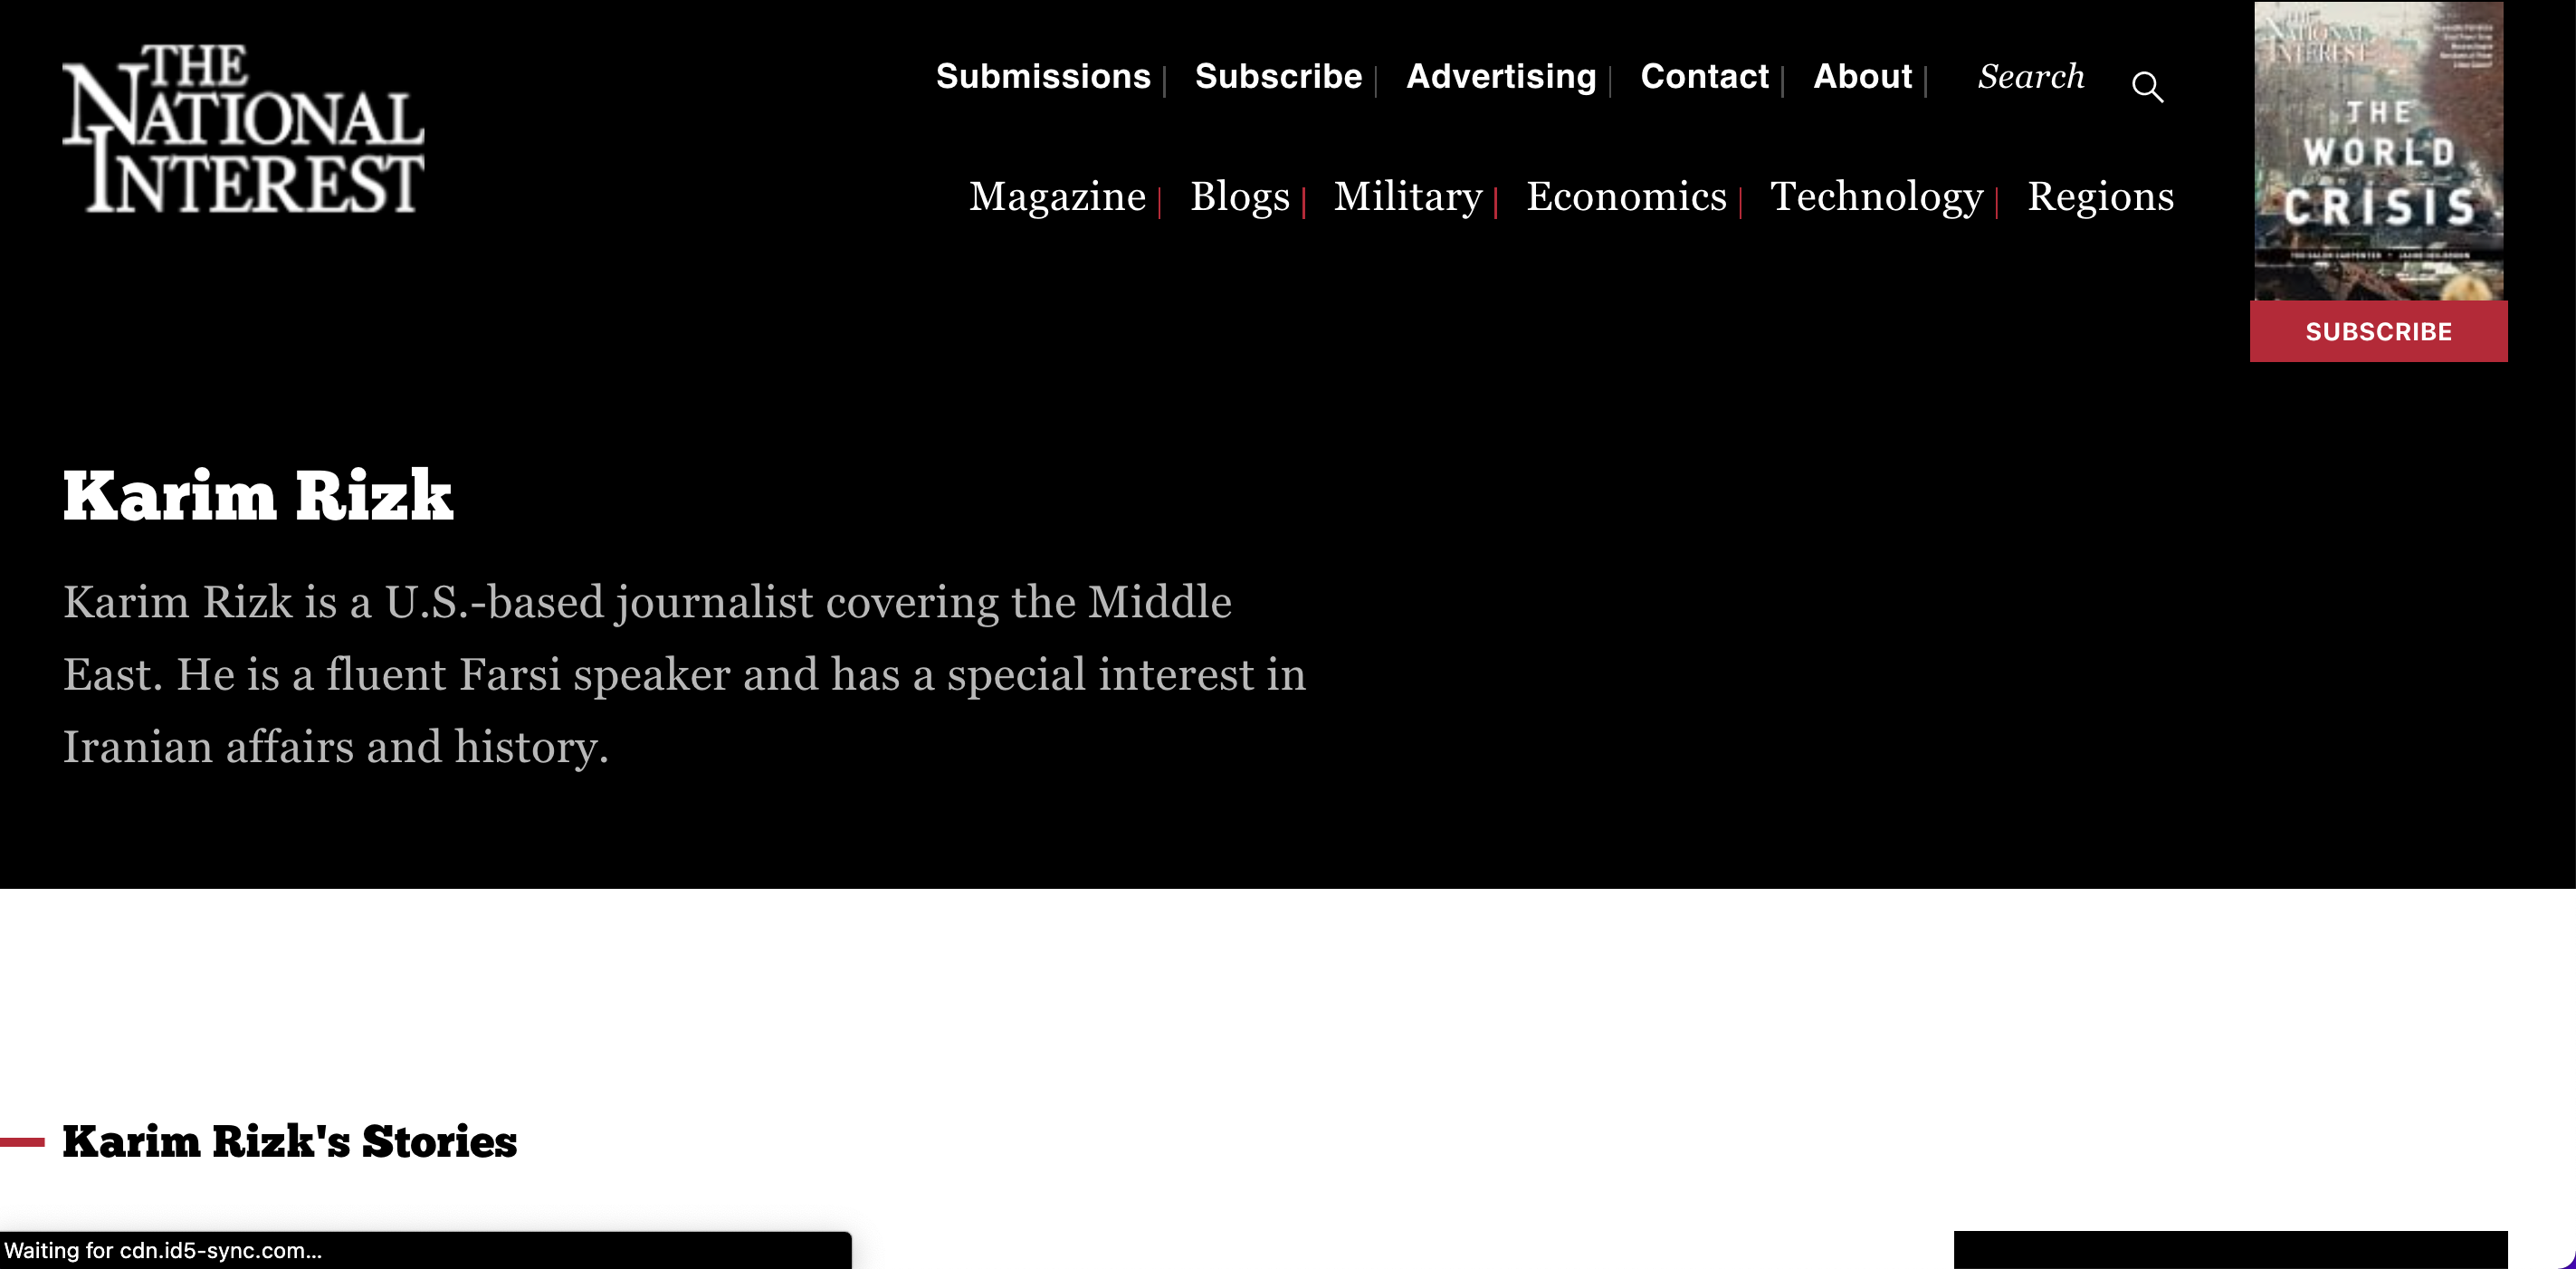 THE
NATIONAL
INTEREST
Submissions Subscribe Advertising Contact About Search
Magazine Blogs Military Economics Technology Regions
THE
NATIONAL
INTEREST
THE
WORLD
CRISIS
SUBSCRIBE
Karim Rizk
Karim Rizk is a U.S.-based journalist covering the Middle
East. He is a fluent Farsi speaker and has a special interest in
Iranian affairs and history.
Karim Rizk's Stories
Waiting for cdn.id5-sync.com...